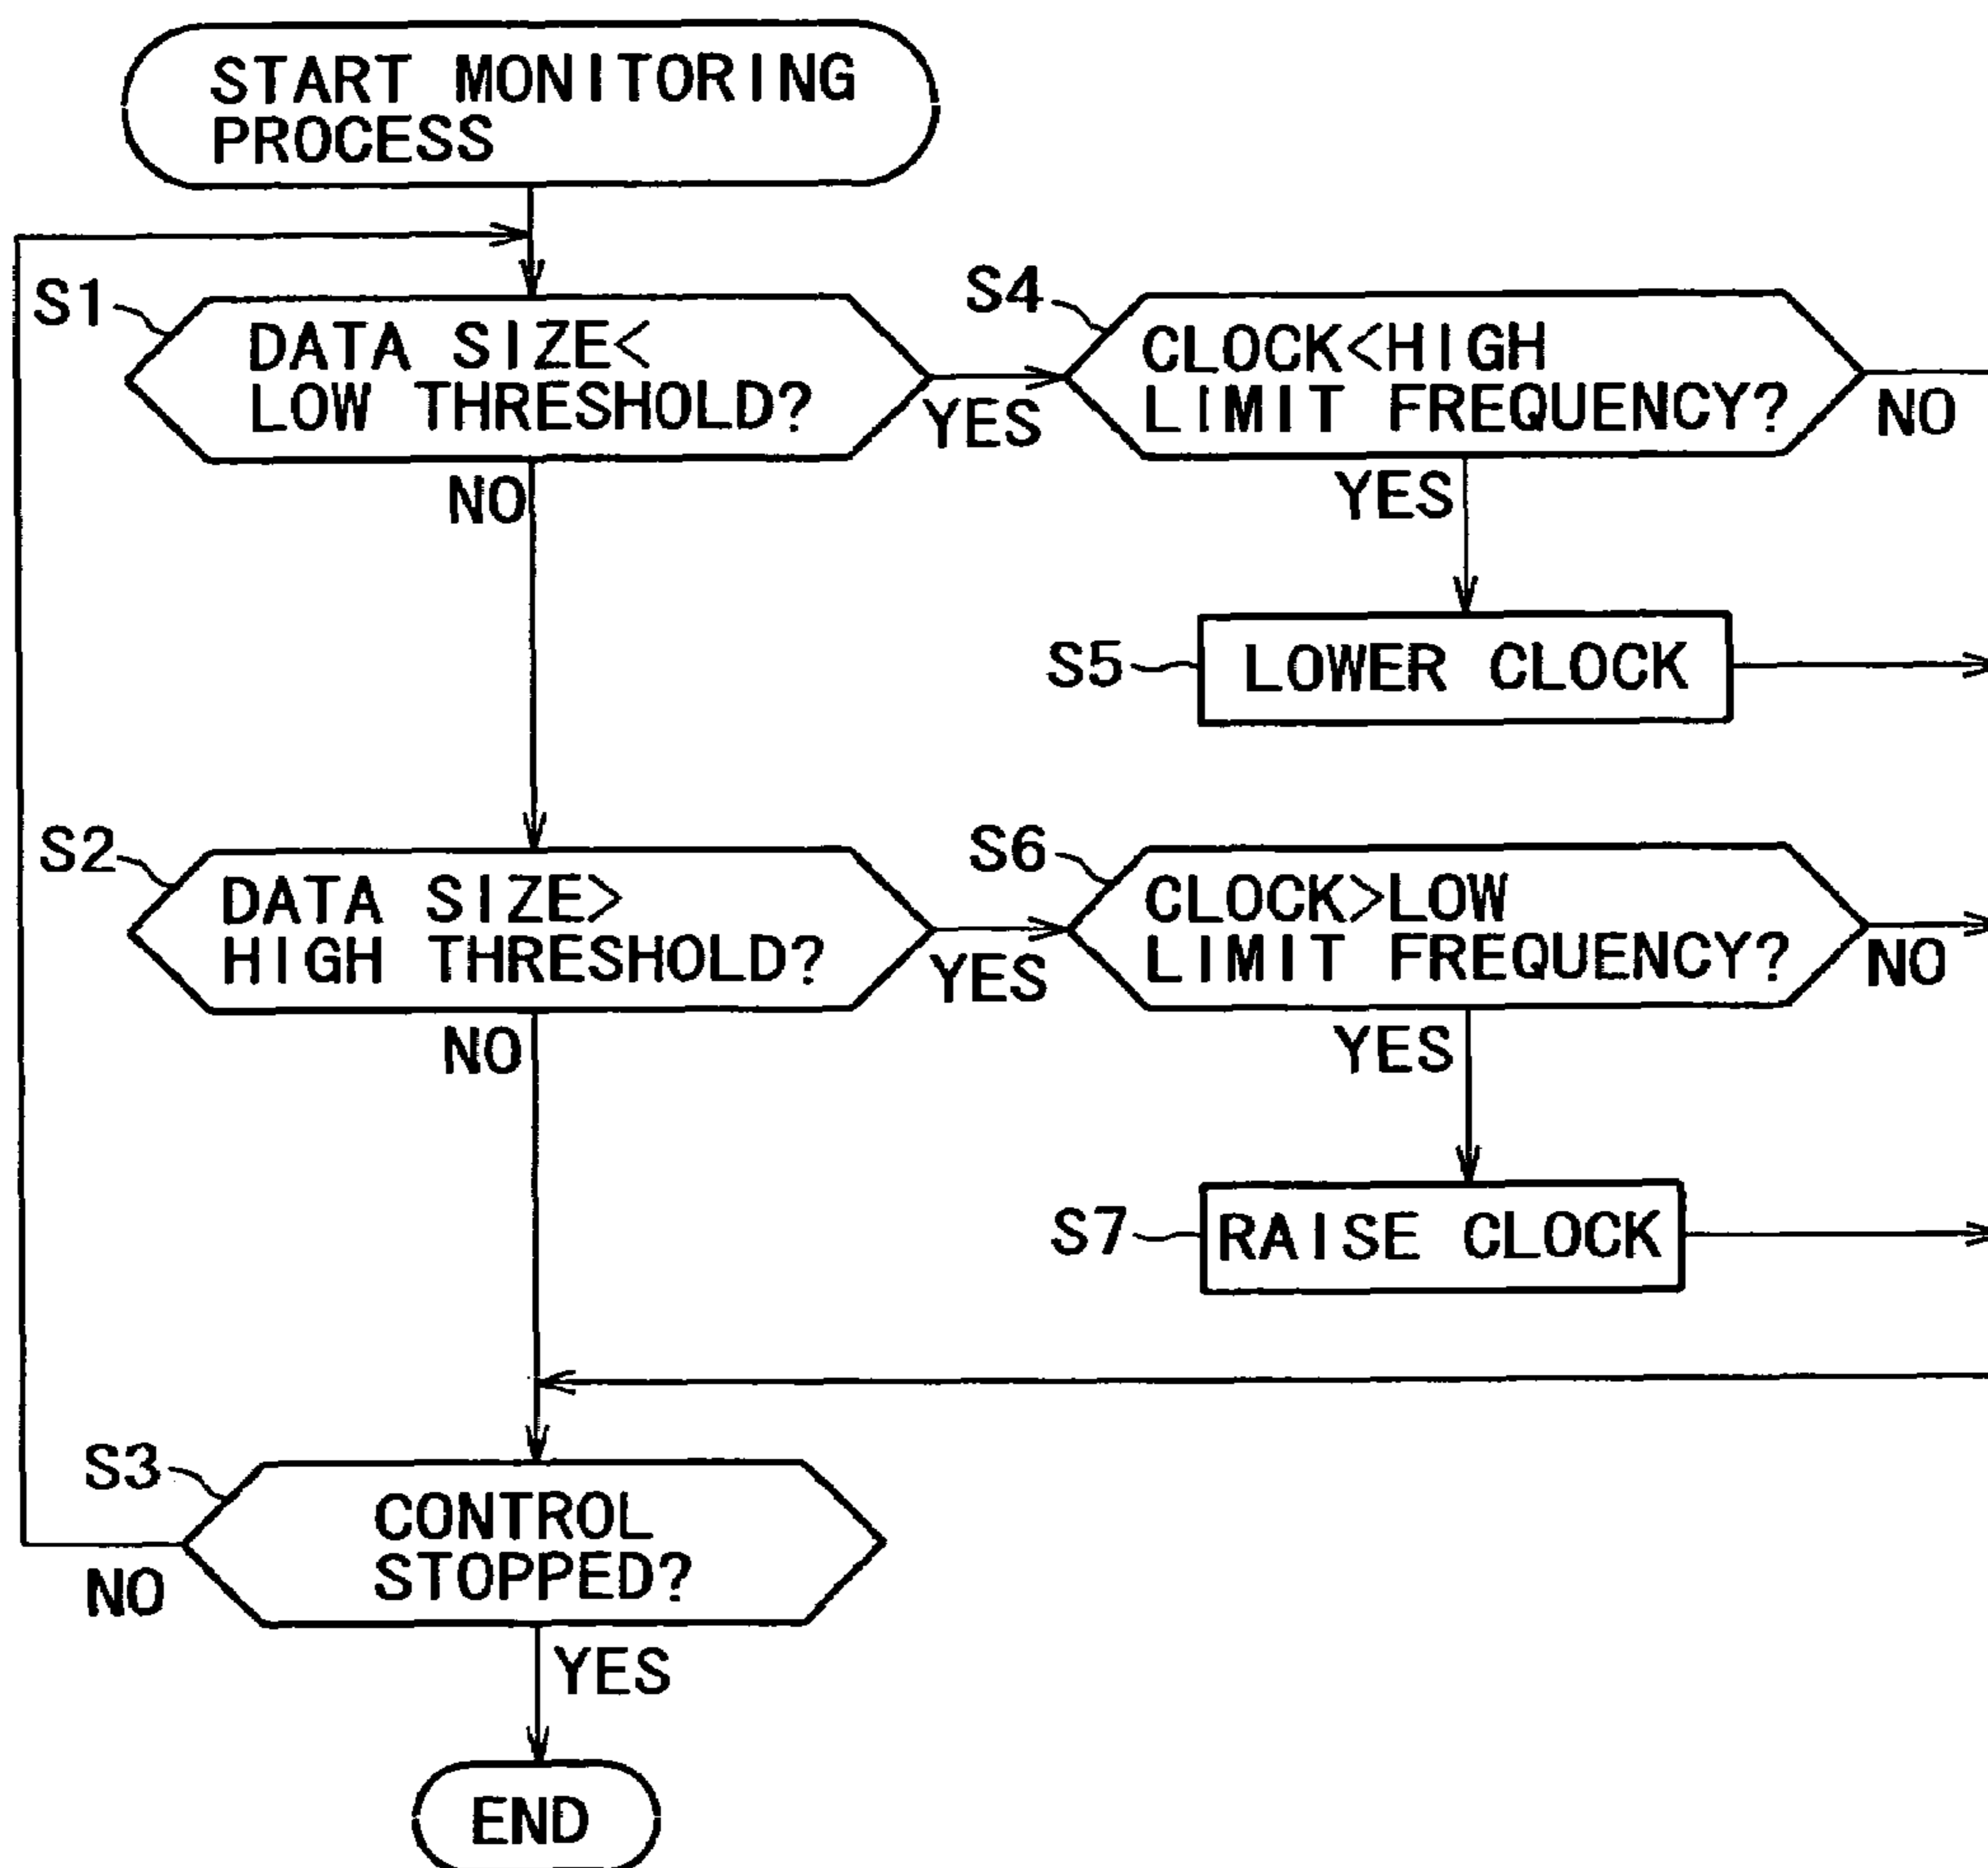 START MONITORING
PROCESS
S1
DATA SIZE<
LOW THRESHOLD?
YES
NO
S4
CLOCK<HIGH
LIMIT FREQUENCY?
NO
YES
S5
LOWER CLOCK
S2
DATA SIZE>
HIGH THRESHOLD?
YES
NO
S6
CLOCK>LOW
LIMIT FREQUENCY?
NO
YES
S7
RAISE CLOCK
S3
CONTROL
STOPPED?
NO
YES
END